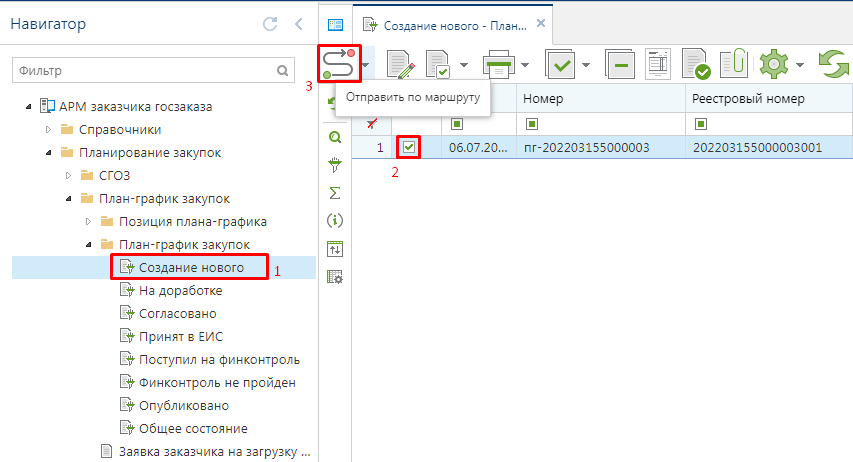 Навигатор
Создание нового - План...
Фильтр
3
Отправить по маршруту
Номер
Реестровый номер
АРМ заказчика госзаказа
Справочники
Планирование закупок
1
06.07.20...
пг-202203155000003
202203155000003001
2
СГОЗ
План-график закупок
Позиция плана-графика
План-график закупок
Создание нового
1
На доработке
Согласовано
Принят в ЕИС
Поступил на финконтроль
Финконтроль не пройден
Опубликовано
Общее состояние
Заявка заказчика на загрузку ...